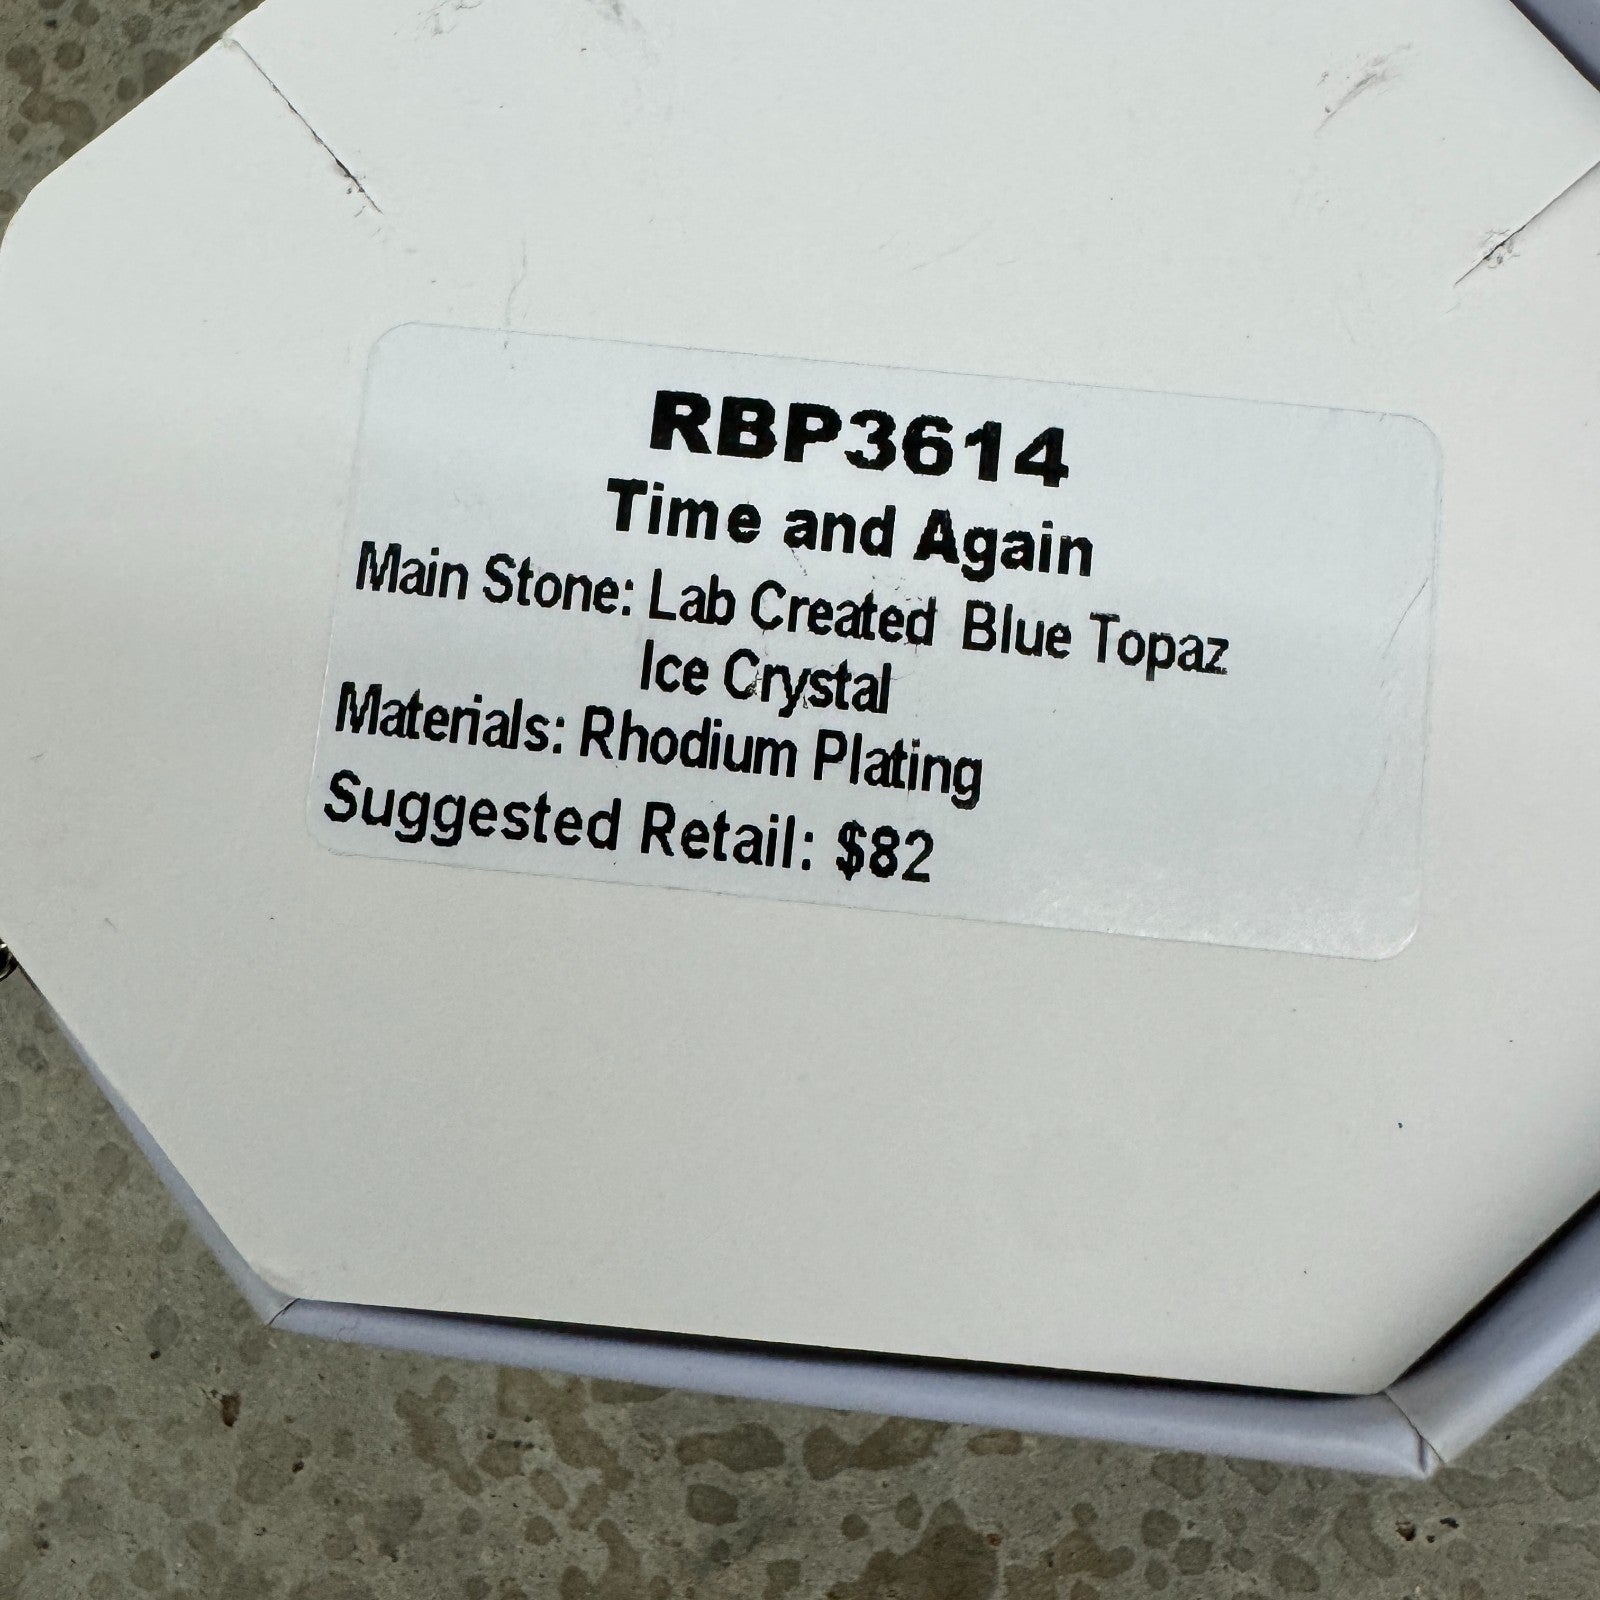 RBP3614
Time and Again
Main Stone: Lab Created Blue Topaz
Ice Crystal
Materials: Rhodium Plating
Suggested Retail: $82